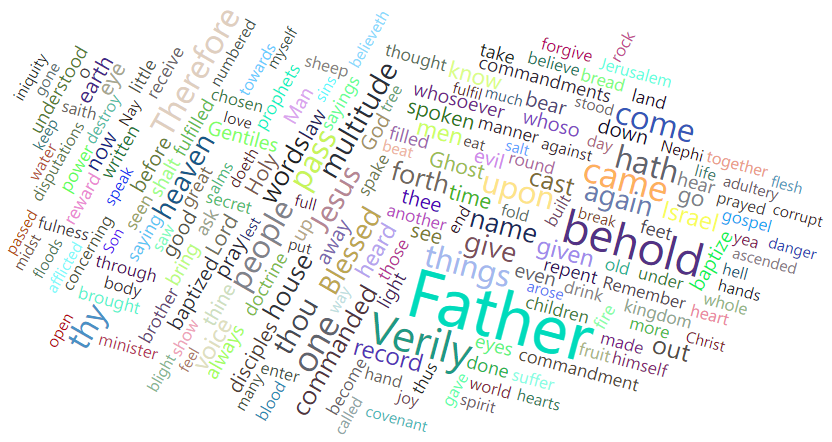 believeth
towards
myself
numbered
Therefore
iniquity
gone
understood
keep
saith
O
earth
eye
destroy
Nay
little
receive
chosen
love
prophets
Man
sheep
sins
sayings
multitude
thought
take
know
commandments
forgive
believe
bread
rock
Jerusalem
land
stood
much
fulfil
whosoever
bear
tree
God
spoken
whoso
down
come
water
disputations
power
now
written
before
fulfilled
Gentiles
law
words
pass
filled
men
manner
against
day
Nephi
together
salt
beat
eat
evil
round
hath
life
adultery
flesh
reward
speak
shalt
heaven
great
doeth
alms
Holy
Jesus
spake
forth
Ghost
time
upon
cast
built
came
again
hear
go
prayed
corrupt
gospel
Israel
passed
midst
fulness
floods
afflicted
concerning
Son
through
saying
seen
saw
good
ask
secret
Lord
full
people
up
away
thee
another
see
end
fold
name
break
feet
behold
baptize
yea
danger
ascended
hell
hands
body
bring
brought
thy
open
minister
brother
baptized
pray
lest
put
Blessed
heard
those
give
given
things
even
repent
old
under
whole
heart
Remember
kingdom
thine
doctrine
house
way
light
Father
arose
drink
children
fire
more
Christ
blight
show
feel
voice
always
disciples
thou
one
commanded
Verily
record
eyes
fruit
made
himself
out
many
enter
blood
become
hand
called
joy
thus
covenant
done
gave
world
spirit
hearts
suffer
commandment